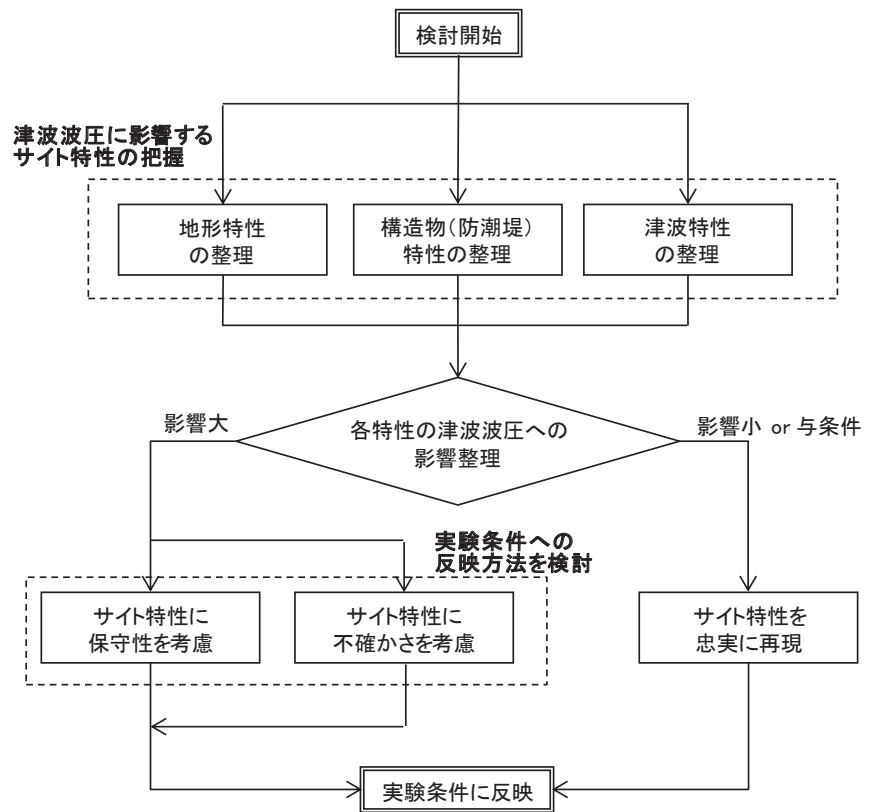 検討開始
津波波圧に影響する
サイト特性の把握
地形特性
の整理
構造物(防潮堤)
特性の整理
津波特性
の整理
影響大
各特性の津波波圧への
影響整理
影響小 or 与条件
実験条件への
反映方法を検討
サイト特性に
保守性を考慮
サイト特性に
不確かさを考慮
サイト特性を
忠実に再現
実験条件に反映